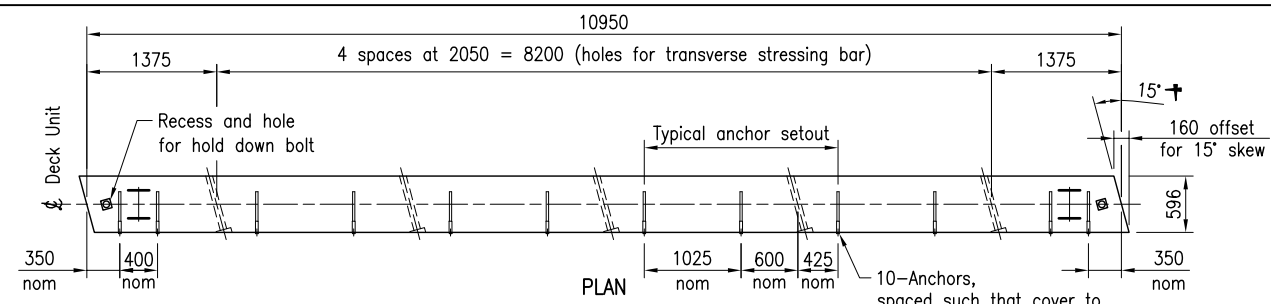 10950
1375
4 spaces at 2050 = 8200 (holes for transverse stressing bar)
1375
15°
℄ Deck Unit
Recess and hole
for hold down bolt
Typical anchor setout
160 offset
for 15° skew
596
350
nom
400
nom
PLAN
1025
nom
600
nom
425
nom
10-Anchors,
spaced such that cover to
350
nom